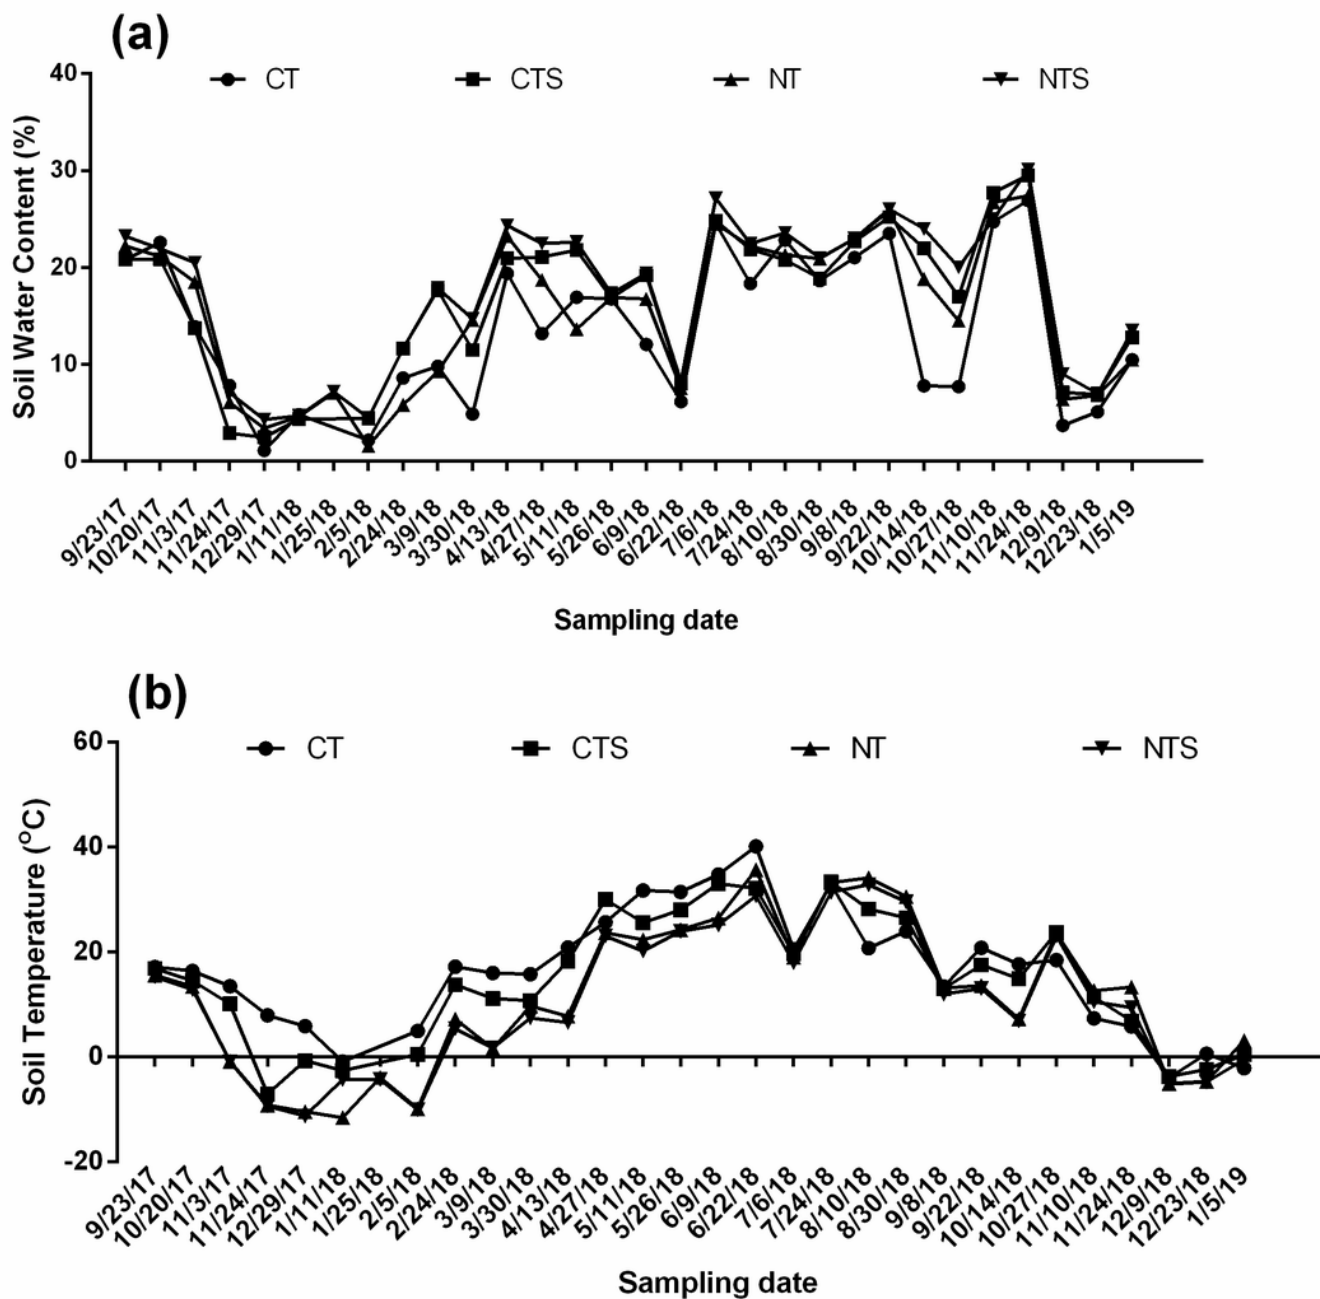 (a)
CT CTS NT NTS
Soil Water Content (%)
40
30
20
10
0
9/23/17 10/20/17 11/3/17 11/24/17 12/29/17 1/11/18 1/25/18 2/5/18 2/24/18 3/9/18 3/30/18 4/13/18 4/27/18 5/11/18 5/26/18 6/9/18 6/22/18 7/6/18 7/24/18 8/10/18 8/30/18 9/8/18 9/22/18 10/14/18 10/27/18 11/10/18 11/24/18 12/9/18 12/23/18 1/5/19
Sampling date
(b)
CT CTS NT NTS
Soil Temperature (°C)
60
40
20
0
-20
9/23/17 10/20/17 11/3/17 11/24/17 12/29/17 1/11/18 1/25/18 2/5/18 2/24/18 3/9/18 3/30/18 4/13/18 4/27/18 5/11/18 5/26/18 6/9/18 6/22/18 7/6/18 7/24/18 8/10/18 8/30/18 9/8/18 9/22/18 10/14/18 10/27/18 11/10/18 11/24/18 12/9/18 12/23/18 1/5/19
Sampling date